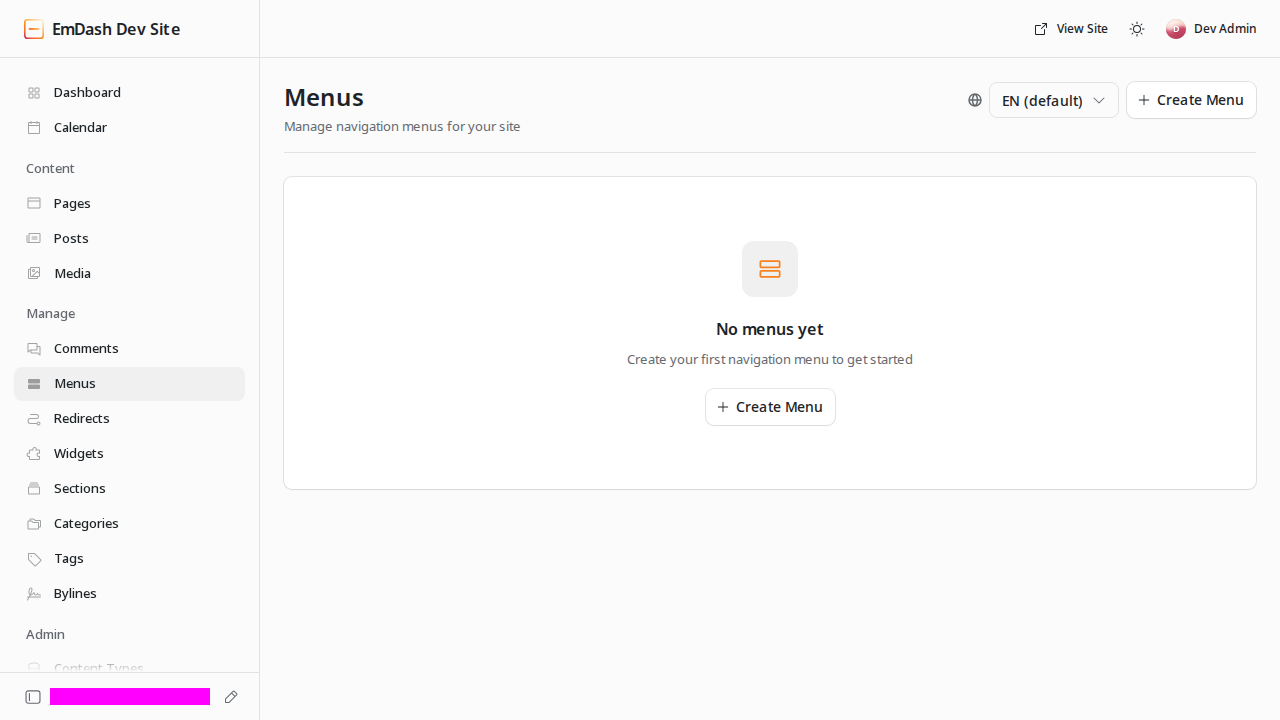 EmDash Dev Site
View Site
D
Dev Admin
Dashboard
Calendar
Content
Pages
Posts
Media
Manage
Comments
Menus
Redirects
Widgets
Sections
Categories
Tags
Bylines
Admin
Content Types
Menus
Manage navigation menus for your site
EN (default)
Create Menu
No menus yet
Create your first navigation menu to get started
Create Menu